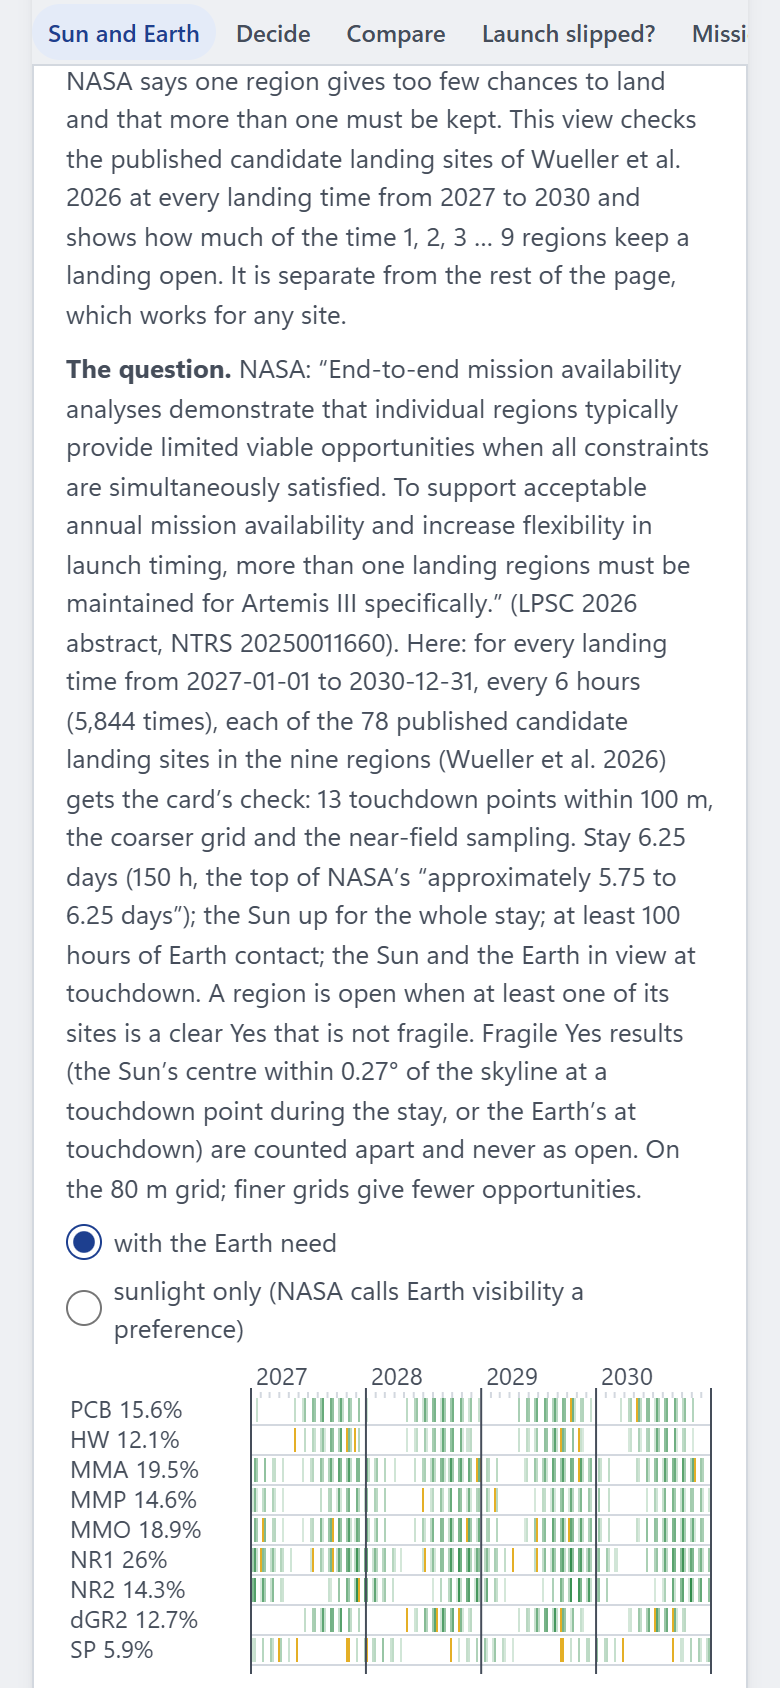 Sun and Earth Decide Compare Launch slipped? Missi
NASA says one region gives too few chances to land
and that more than one must be kept. This view checks
the published candidate landing sites of Wueller et al.
2026 at every landing time from 2027 to 2030 and
shows how much of the time 1, 2, 3 … 9 regions keep a
landing open. It is separate from the rest of the page,
which works for any site.
The question. NASA: “End-to-end mission availability
analyses demonstrate that individual regions typically
provide limited viable opportunities when all constraints
are simultaneously satisfied. To support acceptable
annual mission availability and increase flexibility in
launch timing, more than one landing regions must be
maintained for Artemis III specifically.” (LPSC 2026
abstract, NTRS 20250011660). Here: for every landing
time from 2027-01-01 to 2030-12-31, every 6 hours
(5,844 times), each of the 78 published candidate
landing sites in the nine regions (Wueller et al. 2026)
gets the card’s check: 13 touchdown points within 100 m,
the coarser grid and the near-field sampling. Stay 6.25
days (150 h, the top of NASA’s “approximately 5.75 to
6.25 days”); the Sun up for the whole stay; at least 100
hours of Earth contact; the Sun and the Earth in view at
touchdown. A region is open when at least one of its
sites is a clear Yes that is not fragile. Fragile Yes results
(the Sun’s centre within 0.27° of the skyline at a
touchdown point during the stay, or the Earth’s at
touchdown) are counted apart and never as open. On
the 80 m grid; finer grids give fewer opportunities.
with the Earth need
sunlight only (NASA calls Earth visibility a
preference)
2027 2028 2029 2030
PCB 15.6%
HW 12.1%
MMA 19.5%
MMP 14.6%
MMO 18.9%
NR1 26%
NR2 14.3%
dGR2 12.7%
SP 5.9%